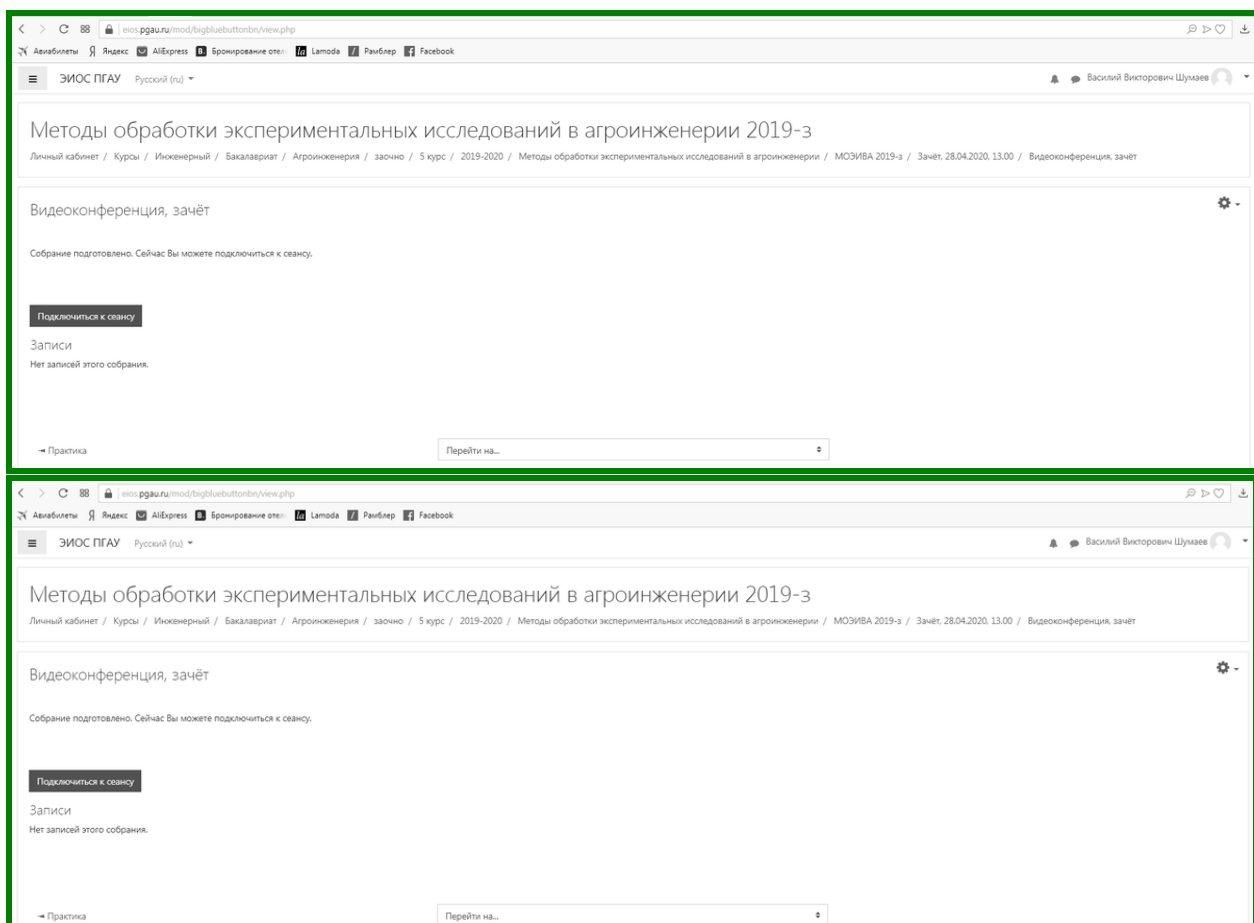 eios.pgau.ru/mod/bigbluebuttonbn/view.php
Авиабилеты Яндекс AliExpress B. Бронирование отел la Lamoda Рамблер Facebook
ЭИОС ПГАУ Русский (ru) Василий Викторович Шумаев
Методы обработки экспериментальных исследований в агроинженерии 2019-з
Личный кабинет / Курсы / Инженерный / Бакалавриат / Агроинженерия / заочно / 5 курс / 2019-2020 / Методы обработки экспериментальных исследований в агроинженерии / МОЭИВА 2019-з / Зачёт, 28.04.2020, 13.00 / Видеоконференция, зачёт
Видеоконференция, зачёт
Собрание подготовлено. Сейчас Вы можете подключиться к сеансу.
Подключиться к сеансу
Записи
Нет записей этого собрания.
◄ Практика Перейти на...
eios.pgau.ru/mod/bigbluebuttonbn/view.php
Авиабилеты Яндекс AliExpress B. Бронирование отел la Lamoda Рамблер Facebook
ЭИОС ПГАУ Русский (ru) Василий Викторович Шумаев
Методы обработки экспериментальных исследований в агроинженерии 2019-з
Личный кабинет / Курсы / Инженерный / Бакалавриат / Агроинженерия / заочно / 5 курс / 2019-2020 / Методы обработки экспериментальных исследований в агроинженерии / МОЭИВА 2019-з / Зачёт, 28.04.2020, 13.00 / Видеоконференция, зачёт
Видеоконференция, зачёт
Собрание подготовлено. Сейчас Вы можете подключиться к сеансу.
Подключиться к сеансу
Записи
Нет записей этого собрания.
◄ Практика Перейти на...